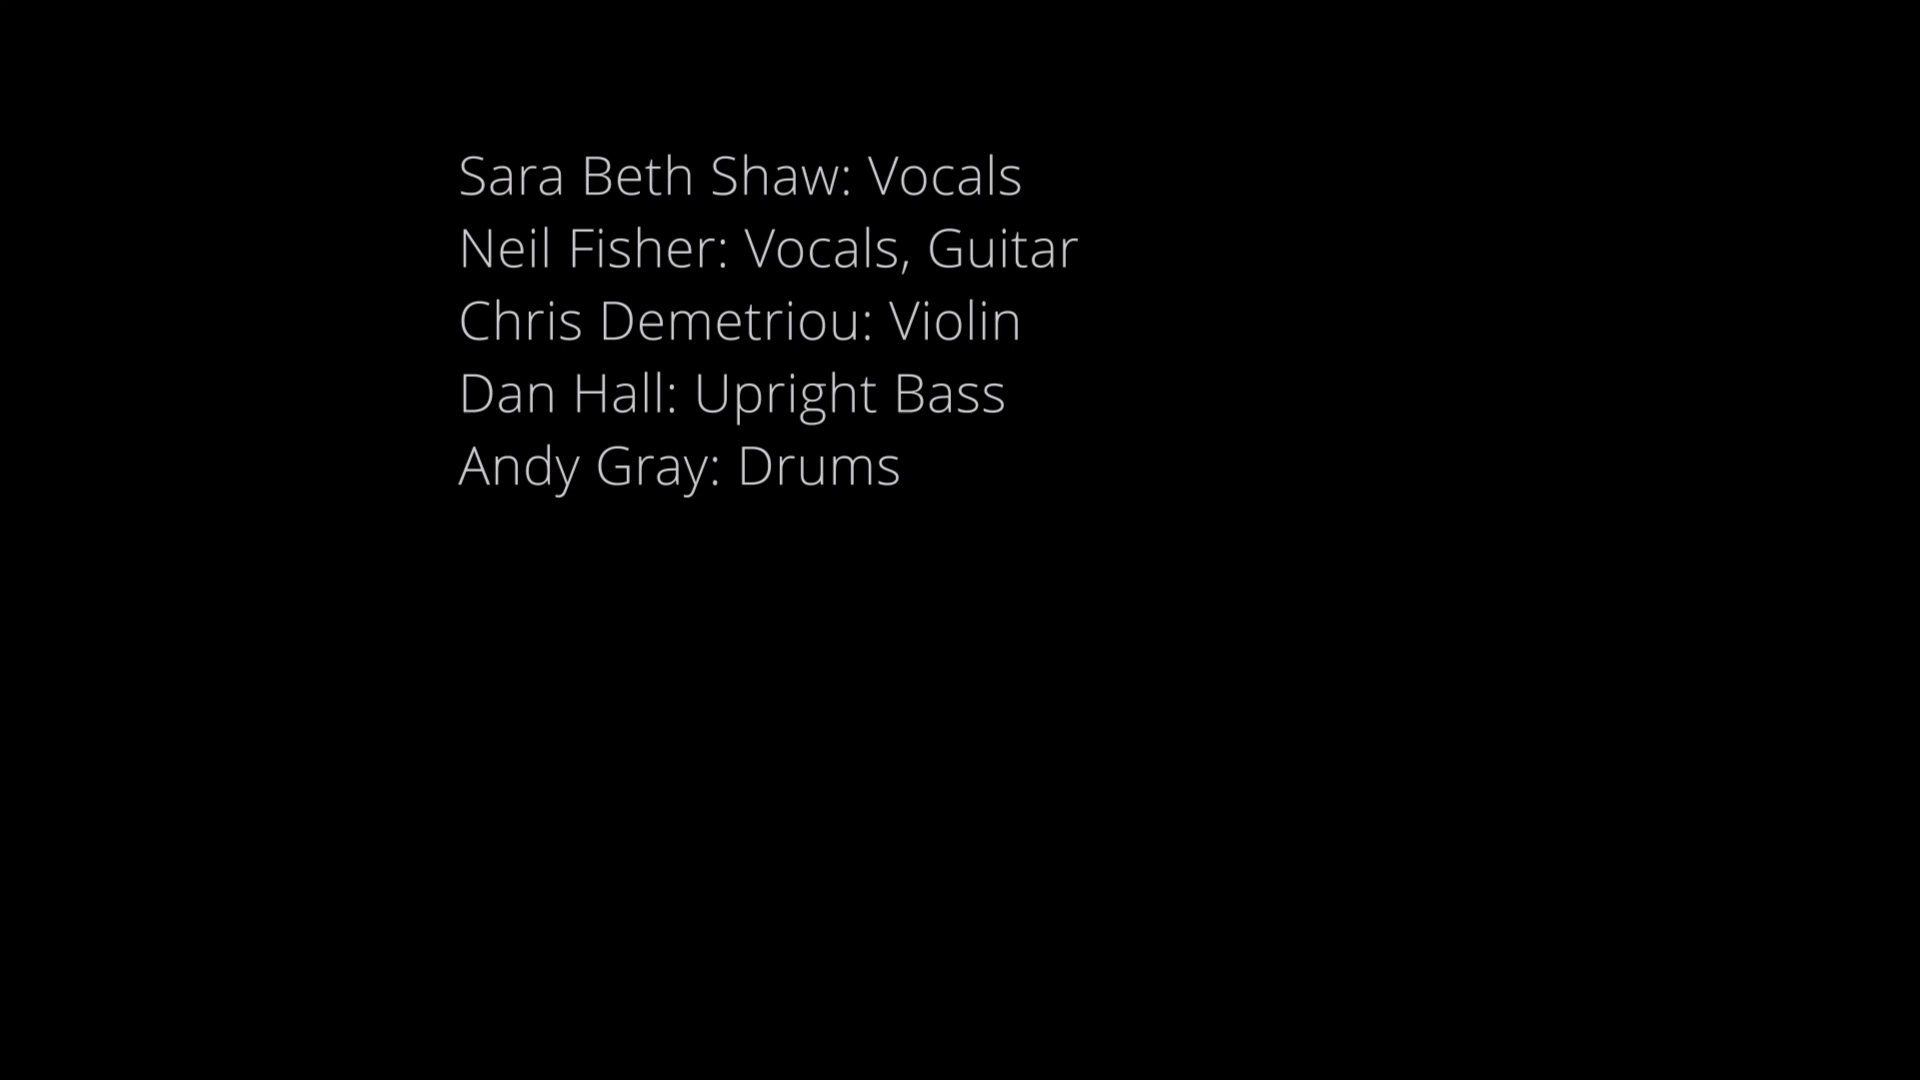 Sara Beth Shaw: Vocals
Neil Fisher: Vocals, Guitar
Chris Demetriou: Violin
Dan Hall: Upright Bass
Andy Gray: Drums